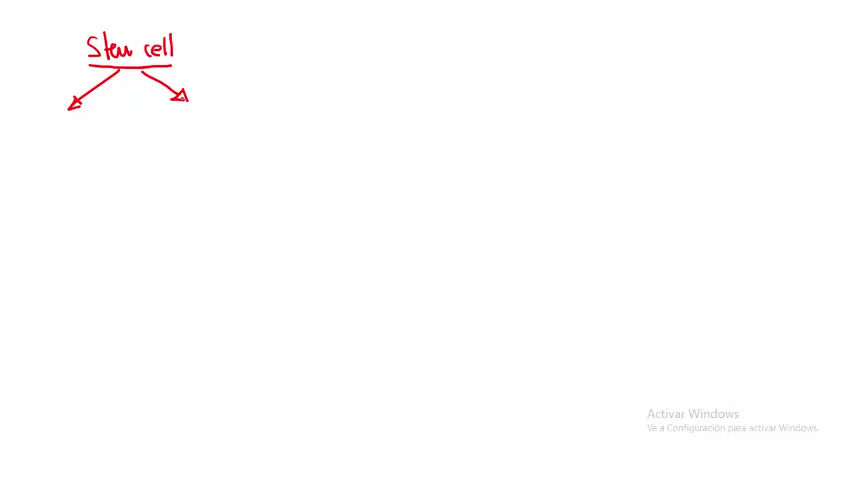 Stem cell
Activar Windows
Ve a Configuración para activar Windows.